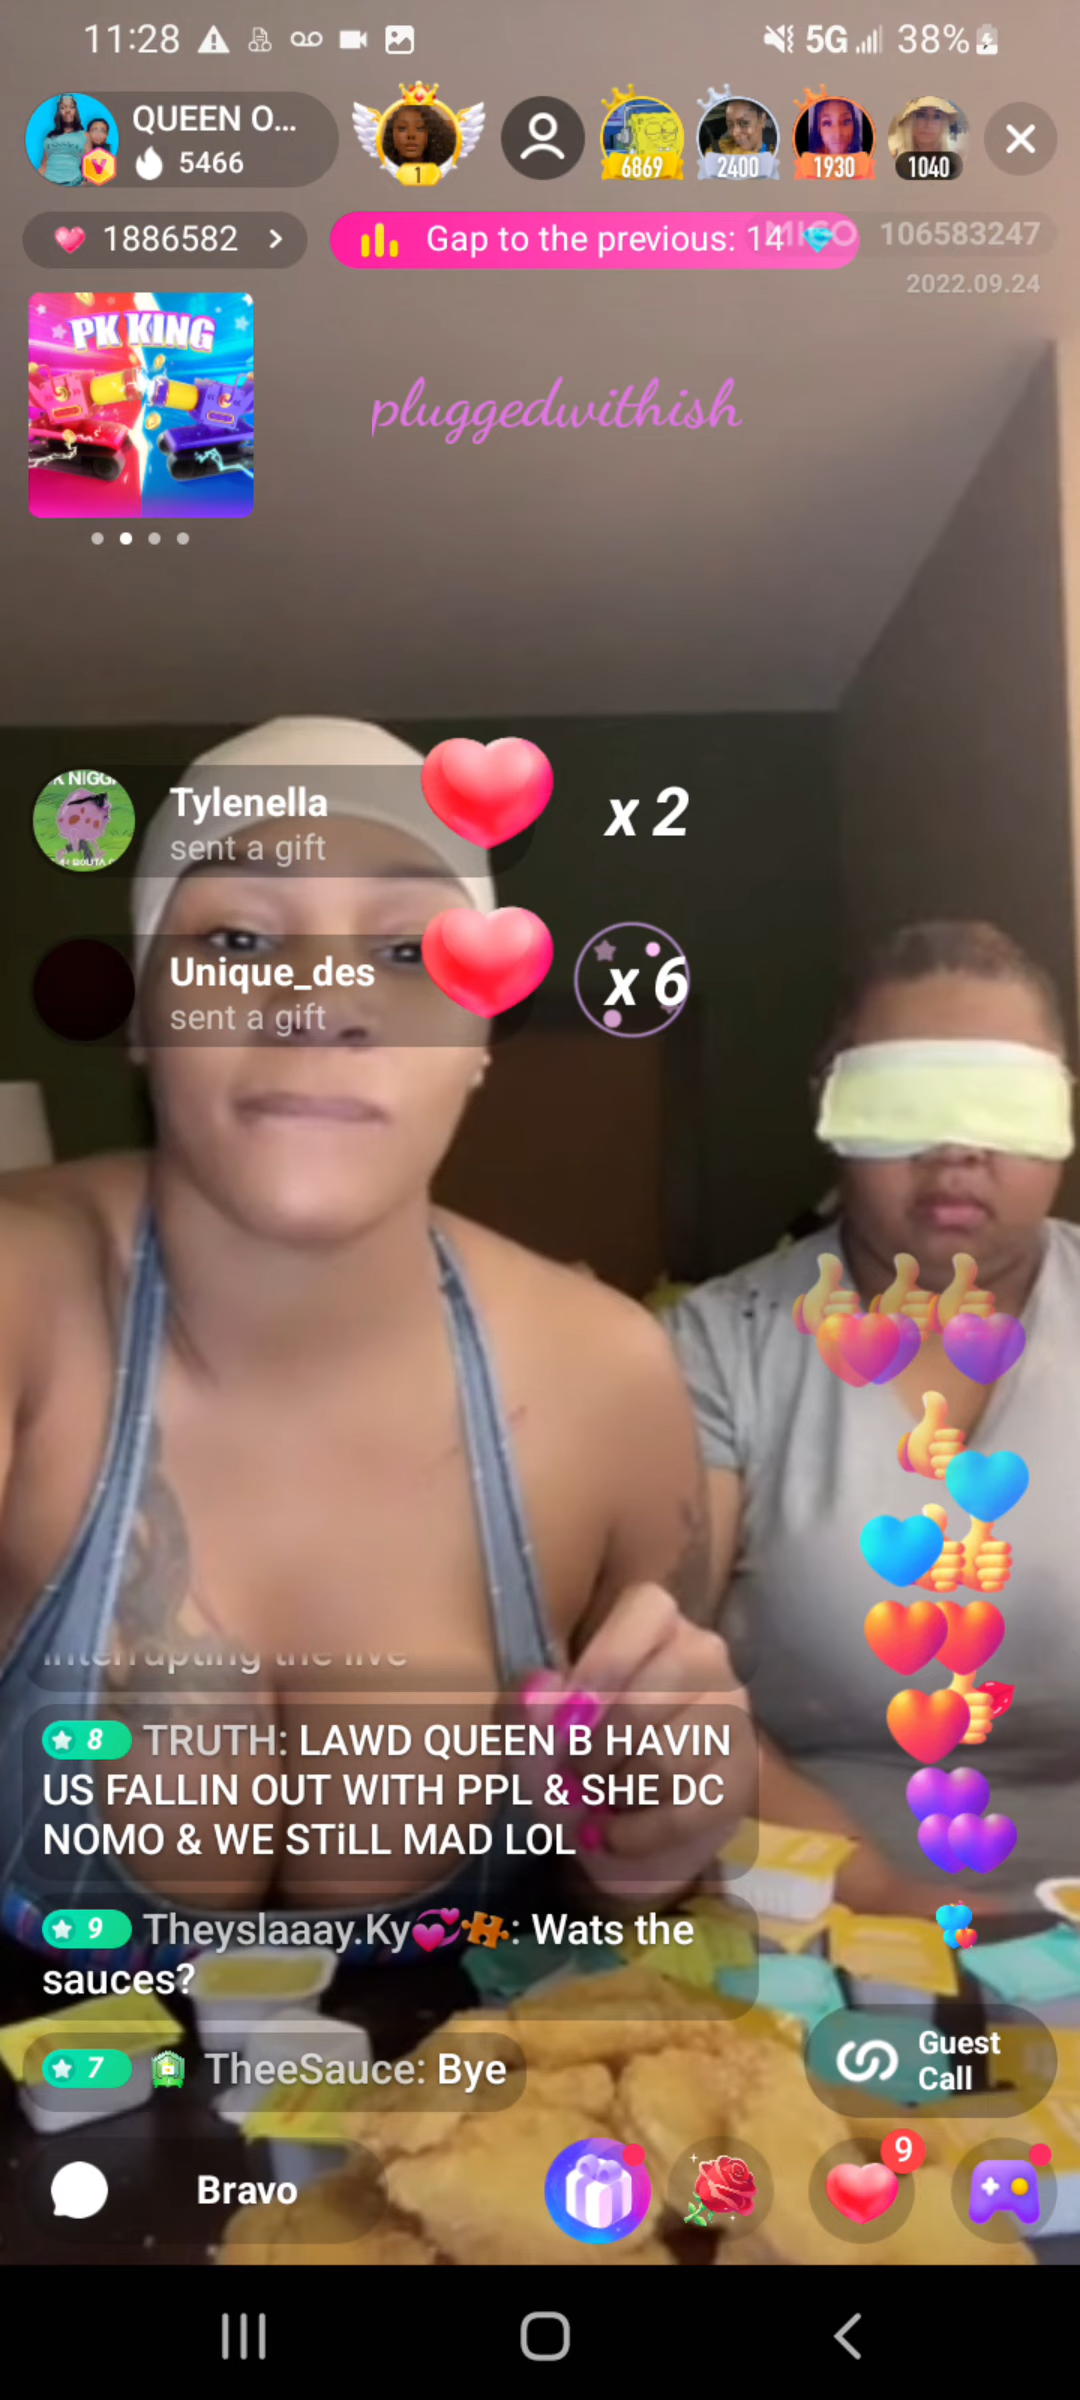 11:28
5G
38%
QUEEN O...
5466
1
6869
2400
1930
1040
1886582
Gap to the previous: 14
MICO
106583247
2022.09.24
PK KING
pluggedwithish
Tylenella
sent a gift
x 2
Unique_des
sent a gift
x 6
interrupting the live
8 TRUTH: LAWD QUEEN B HAVIN
US FALLIN OUT WITH PPL & SHE DC
NOMO & WE STiLL MAD LOL
9 Theyslaaay.Ky💞🧩: Wats the
sauces?
7 TheeSauce: Bye
Guest
Call
Bravo
9